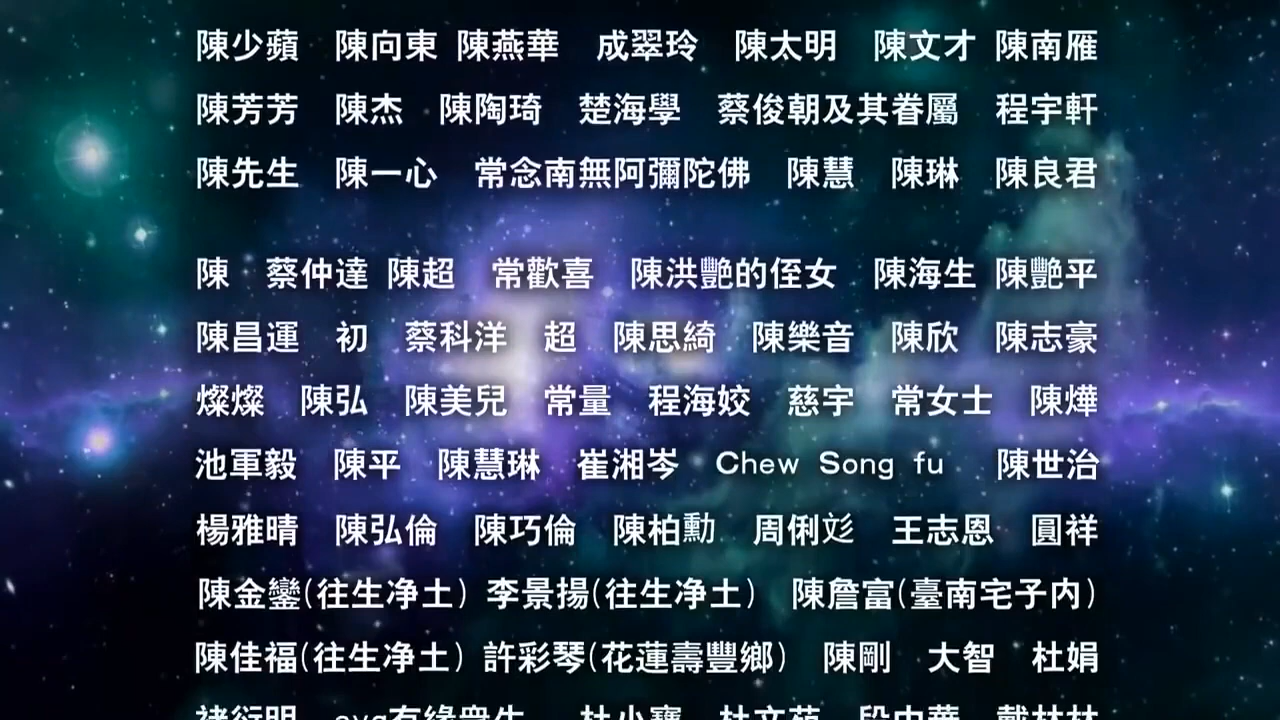 陳少蘋 陳向東 陳燕華 成翠玲 陳太明 陳文才 陳南雁
陳芳芳 陳杰 陳陶琦 楚海學 蔡俊朝及其眷屬 程宇軒
陳先生 陳一心 常念南無阿彌陀佛 陳慧 陳琳 陳良君
陳 蔡仲達 陳超 常歡喜 陳洪艷的侄女 陳海生 陳艷平
陳昌運 初 蔡科洋 超 陳思綺 陳樂音 陳欣 陳志豪
燦燦 陳弘 陳美兒 常量 程海姣 慈宇 常女士 陳燁
池軍毅 陳平 陳慧琳 崔湘岑 Chew Song fu 陳世治
楊雅晴 陳弘倫 陳巧倫 陳柏勳 周俐彣 王志恩 圓祥
陳金鑾(往生净土) 李景揚(往生净土) 陳詹富(臺南宅子内)
陳佳福(往生净土) 許彩琴(花蓮壽豐鄉) 陳剛 大智 杜娟